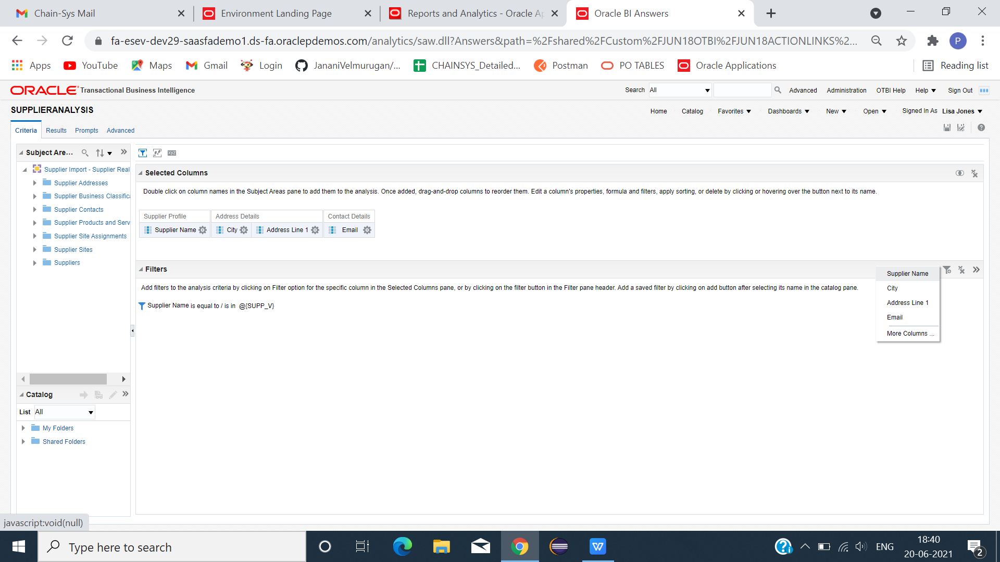 Chain-Sys Mail
Environment Landing Page
Reports and Analytics - Oracle Ap
Oracle BI Answers
fa-esev-dev29-saasfademo1.ds-fa.oraclepdemos.com/analytics/saw.dll?Answers&path=%2Fshared%2FCustom%2FJUN18OTBI%2FJUN18ACTIONLINKS%2...
P
Apps
YouTube
Maps
Gmail
Login
JananiVelmurugan/...
CHAINSYS_Detailed...
Postman
PO TABLES
Oracle Applications
Reading list
ORACLE Transactional Business Intelligence
Search All
Advanced
Administration
OTBI Help
Help
Sign Out
SUPPLIERANALYSIS
Home
Catalog
Favorites
Dashboards
New
Open
Signed In As Lisa Jones
Criteria
Results
Prompts
Advanced
Subject Are...
Supplier Import - Supplier Real
Supplier Addresses
Supplier Business Classifica
Supplier Contacts
Supplier Products and Serv
Supplier Site Assignments
Supplier Sites
Suppliers
xyz
Selected Columns
Double click on column names in the Subject Areas pane to add them to the analysis. Once added, drag-and-drop columns to reorder them. Edit a column's properties, formula and filters, apply sorting, or delete by clicking or hovering over the button next to its name.
Supplier Profile
Address Details
Contact Details
Supplier Name
City
Address Line 1
Email
Filters
Add filters to the analysis criteria by clicking on Filter option for the specific column in the Selected Columns pane, or by clicking on the filter button in the Filter pane header. Add a saved filter by clicking on add button after selecting its name in the catalog pane.
Supplier Name is equal to / is in @{SUPP_V}
Supplier Name
City
Address Line 1
Email
More Columns ...
Catalog
List All
My Folders
Shared Folders
javascript:void(null)
Type here to search
W
ENG
18:40
20-06-2021
2